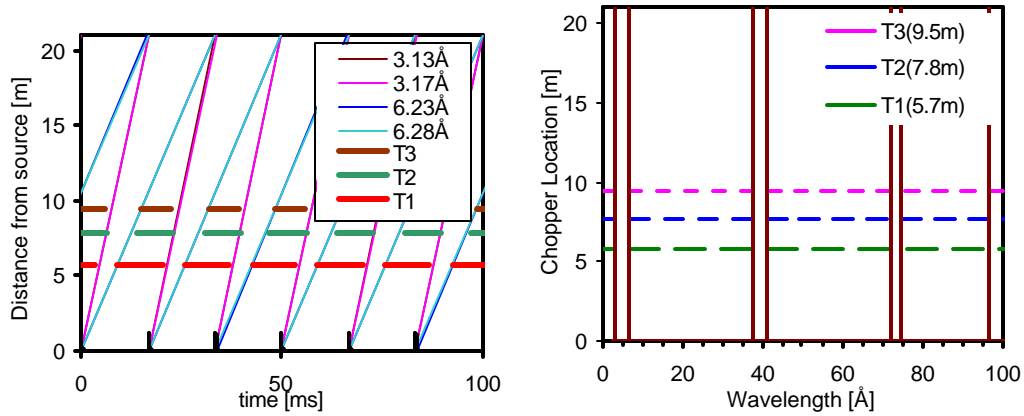 20
15
10
5
0
Distance from source [m]
0
50
100
time [ms]
3.13Å
3.17Å
6.23Å
6.28Å
T3
T2
T1
20
15
10
5
0
Chopper Location [m]
0
20
40
60
80
100
Wavelength [Å]
T3(9.5m)
T2(7.8m)
T1(5.7m)